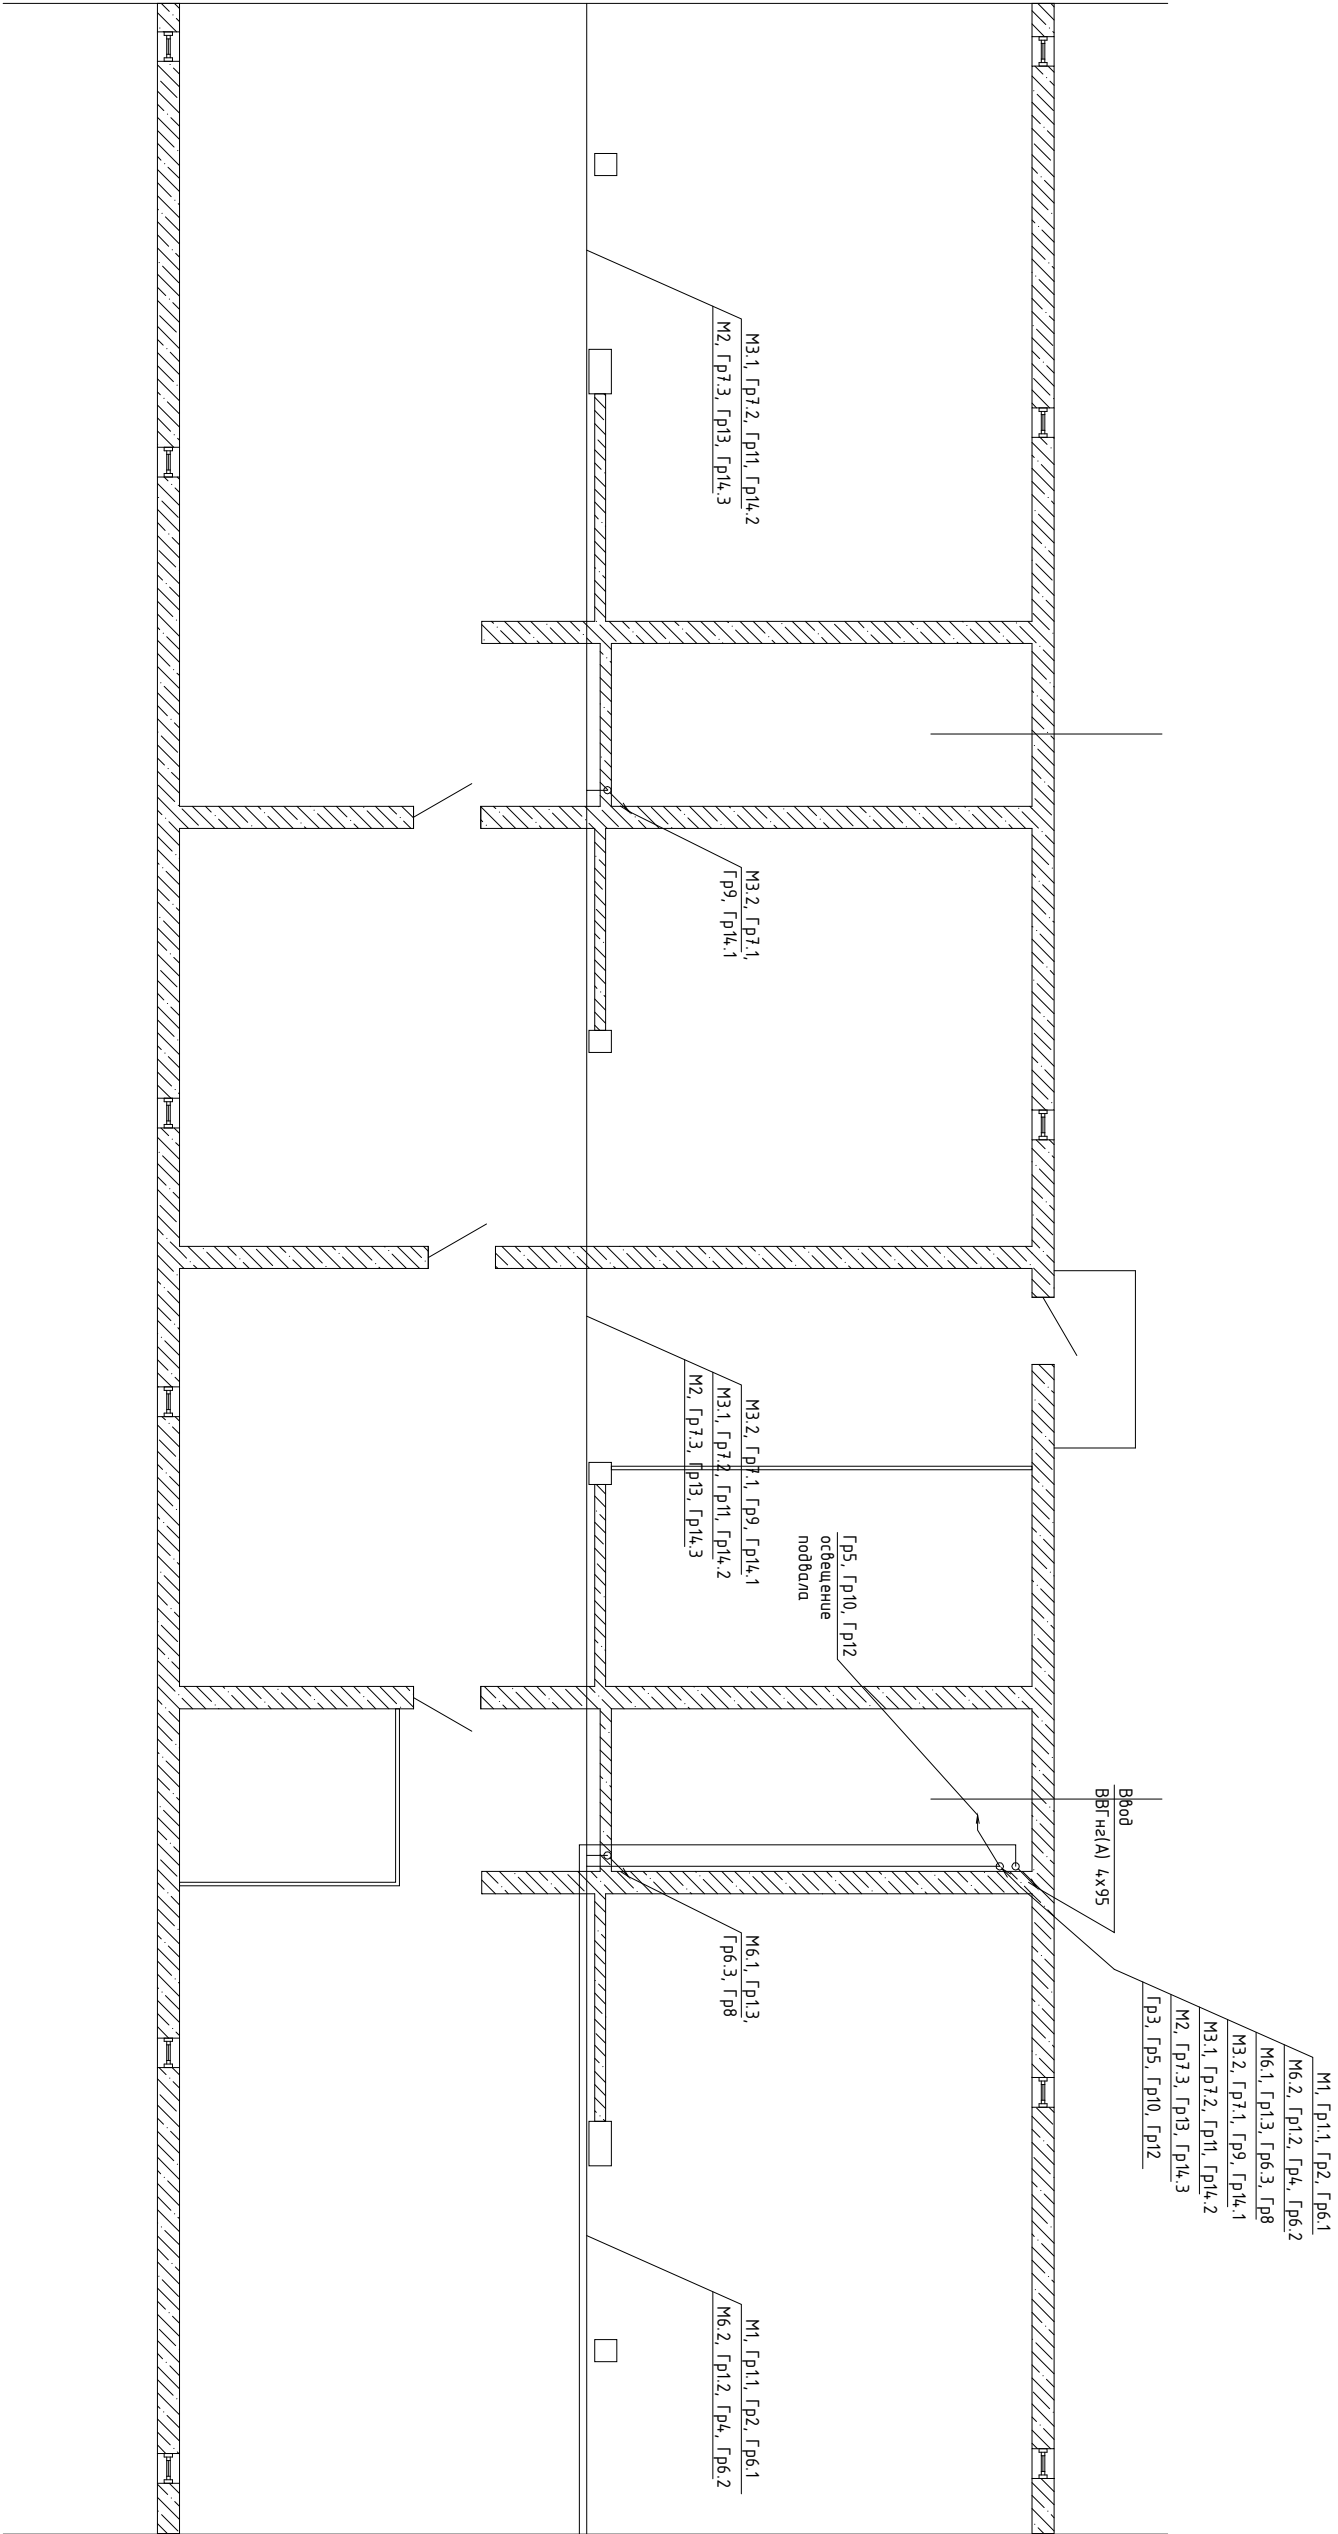 М3.1, Гр7.2, Гр11, Гр14.2
М2, Гр7.3, Гр13, Гр14.3
М3.2, Гр7.1,
Гр9, Гр14.1
М3.2, Гр7.1, Гр9, Гр14.1
М3.1, Гр7.2, Гр11, Гр14.2
М2, Гр7.3, Гр13, Гр14.3
Гр5, Гр10, Гр12
освещение
подвала
Ввод
ВВГнг(А) 4х95
М6.1, Гр1.3,
Гр6.3, Гр8
М1, Гр1.1, Гр2, Гр6.1
М6.2, Гр1.2, Гр4, Гр6.2
М6.1, Гр1.3, Гр6.3, Гр8
М3.2, Гр7.1, Гр9, Гр14.1
М3.1, Гр7.2, Гр11, Гр14.2
М2, Гр7.3, Гр13, Гр14.3
Гр3, Гр5, Гр10, Гр12
М1, Гр1.1, Гр2, Гр6.1
М6.2, Гр1.2, Гр4, Гр6.2